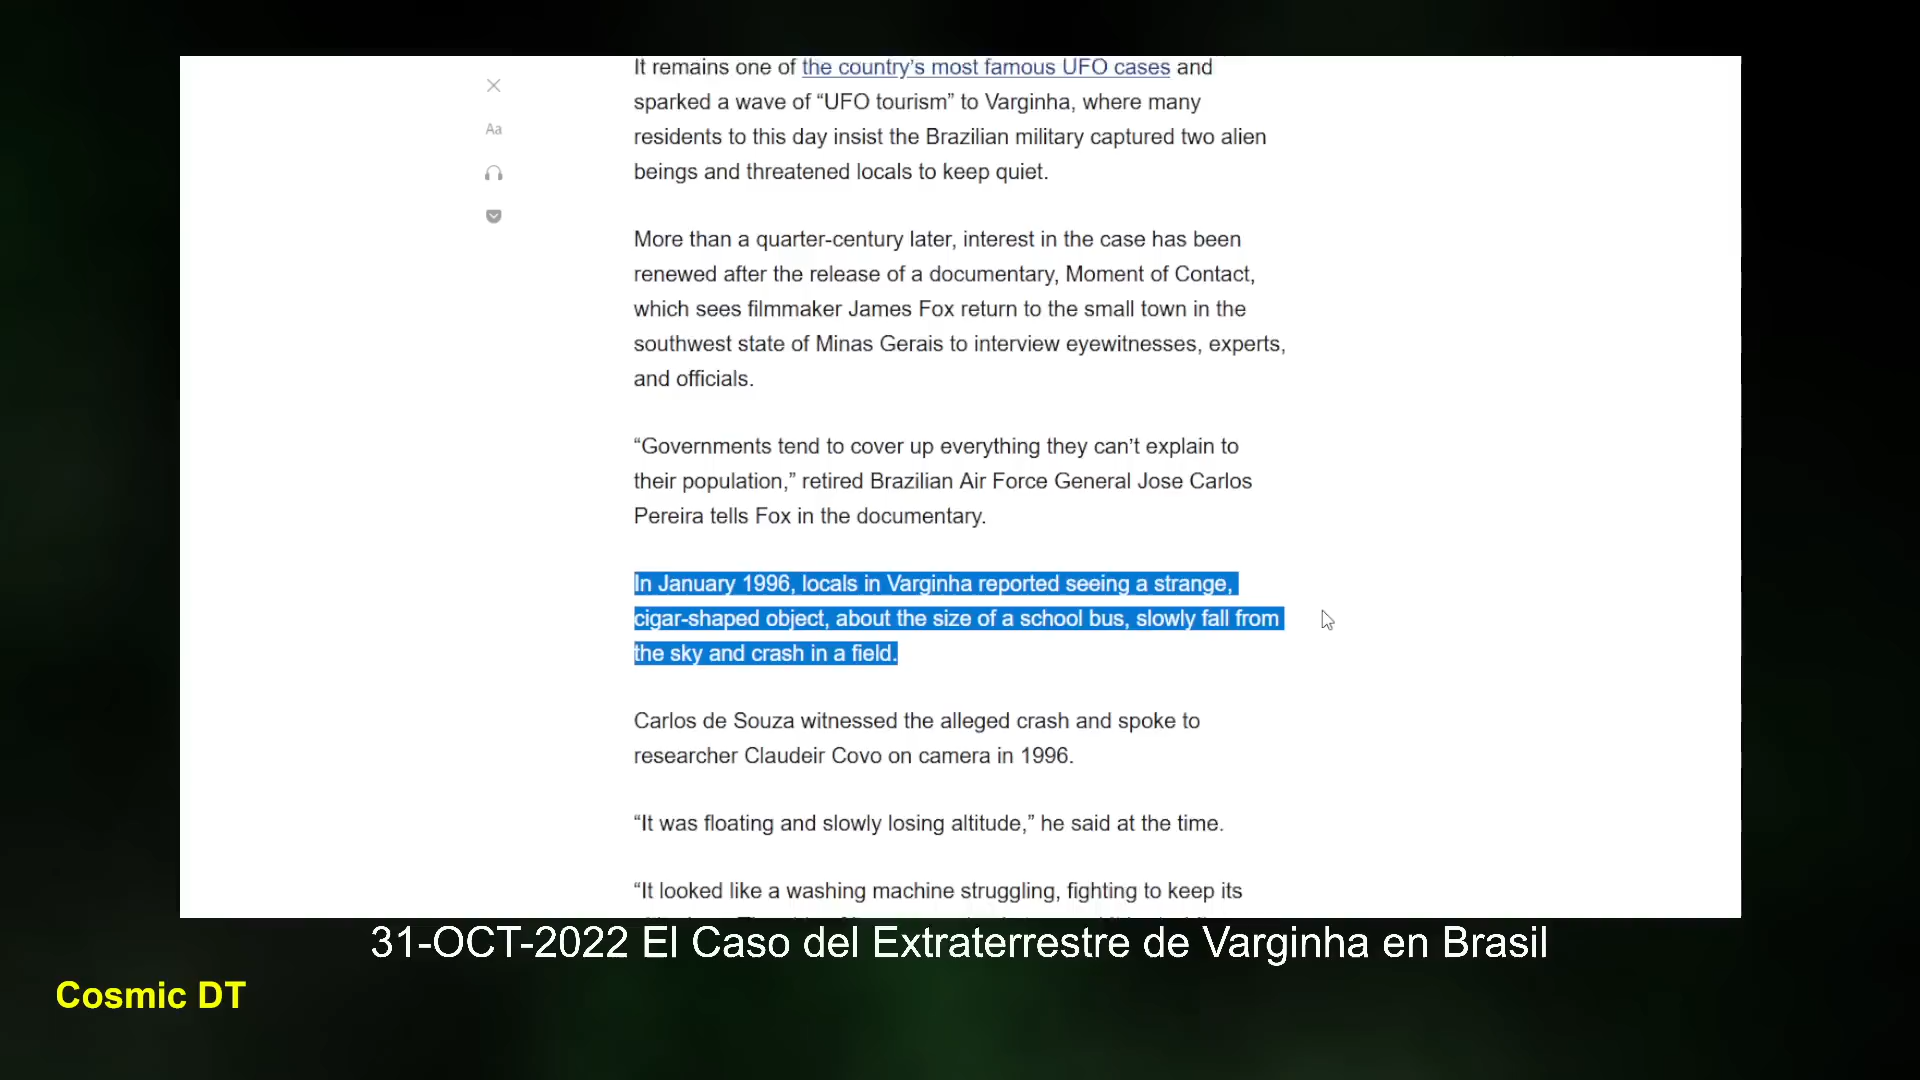 It remains one of the country's most famous UFO cases and
sparked a wave of “UFO tourism” to Varginha, where many
residents to this day insist the Brazilian military captured two alien
beings and threatened locals to keep quiet.
Aa
More than a quarter-century later, interest in the case has been
renewed after the release of a documentary, Moment of Contact,
which sees filmmaker James Fox return to the small town in the
southwest state of Minas Gerais to interview eyewitnesses, experts,
and officials.
“Governments tend to cover up everything they can’t explain to
their population,” retired Brazilian Air Force General Jose Carlos
Pereira tells Fox in the documentary.
In January 1996, locals in Varginha reported seeing a strange,
cigar-shaped object, about the size of a school bus, slowly fall from
the sky and crash in a field.
Carlos de Souza witnessed the alleged crash and spoke to
researcher Claudeir Covo on camera in 1996.
“It was floating and slowly losing altitude,” he said at the time.
“It looked like a washing machine struggling, fighting to keep its
31-OCT-2022 El Caso del Extraterrestre de Varginha en Brasil
Cosmic DT